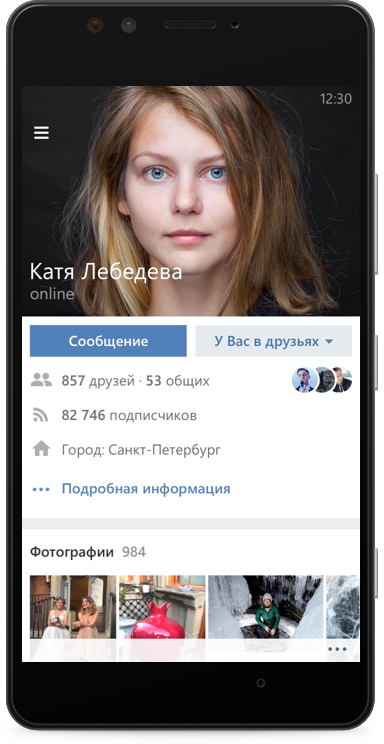 12:30
Катя Лебедева
online
Сообщение
У Вас в друзьях
857 друзей · 53 общих
82 746 подписчиков
Город: Санкт-Петербург
Подробная информация
Фотографии 984